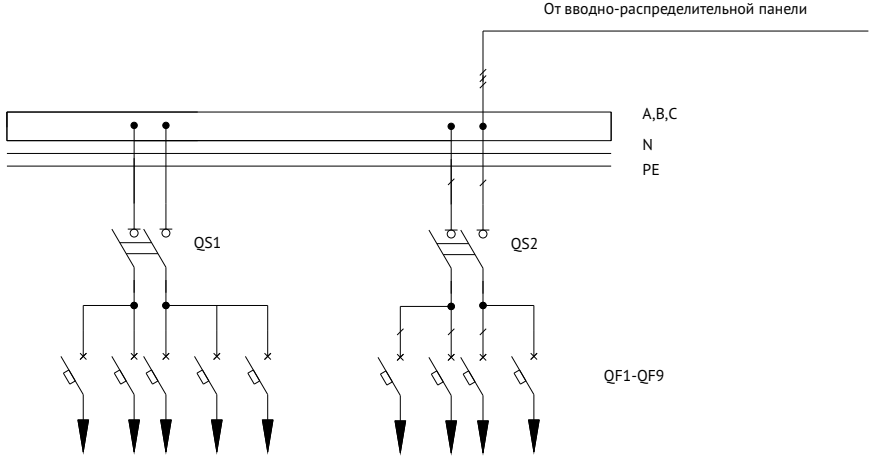 От вводно-распределительной панели
A,B,C
N
PE
QS1
QS2
QF1-QF9